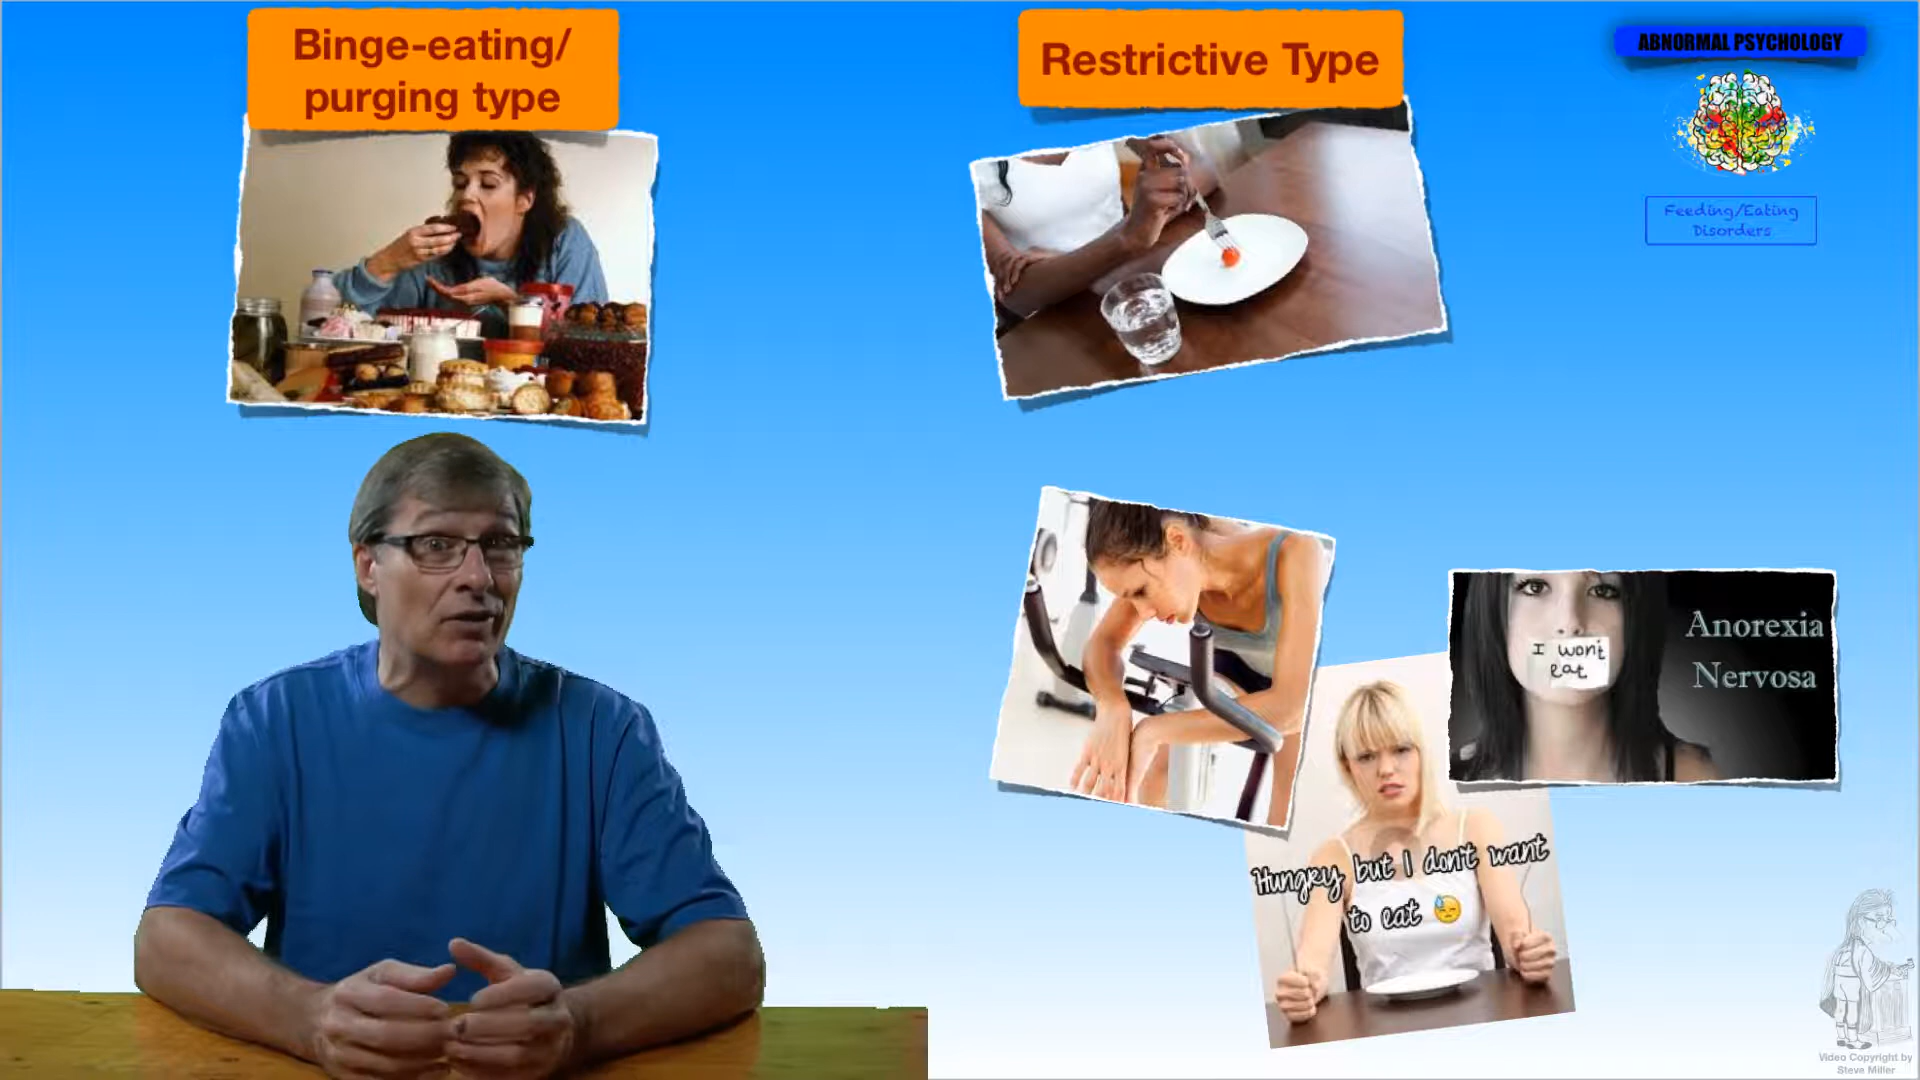 Binge-eating/
purging type
Restrictive Type
ABNORMAL PSYCHOLOGY
Feeding/Eating
Disorders
I won't
eat
Anorexia
Nervosa
Hungry but I don't want
to eat
Video Copyright by
Steve Miller